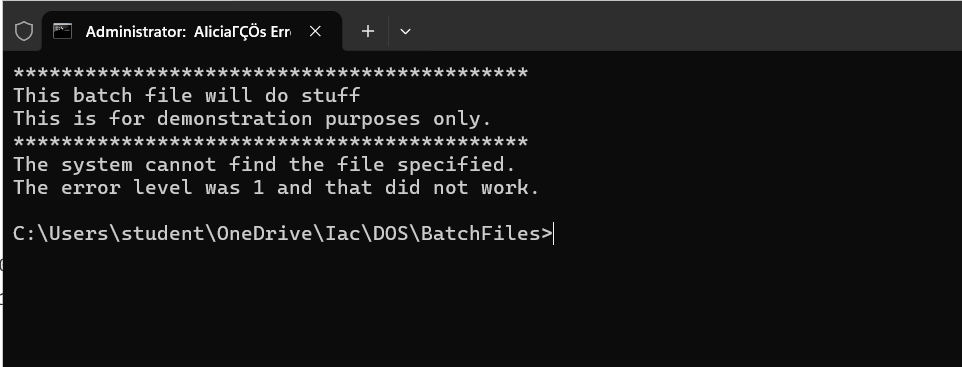 Administrator: AliciaΓÇÖs Err
********************************************
This batch file will do stuff
This is for demonstration purposes only.
********************************************
The system cannot find the file specified.
The error level was 1 and that did not work.
C:\Users\student\OneDrive\Iac\DOS\BatchFiles>